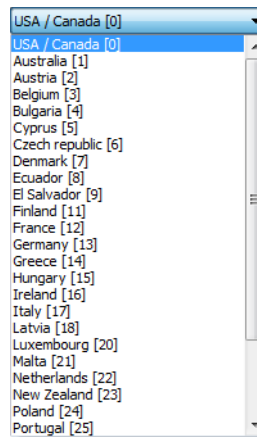 USA / Canada [0]
USA / Canada [0]
Australia [1]
Austria [2]
Belgium [3]
Bulgaria [4]
Cyprus [5]
Czech republic [6]
Denmark [7]
Ecuador [8]
El Salvador [9]
Finland [11]
France [12]
Germany [13]
Greece [14]
Hungary [15]
Ireland [16]
Italy [17]
Latvia [18]
Luxembourg [20]
Malta [21]
Netherlands [22]
New Zealand [23]
Poland [24]
Portugal [25]